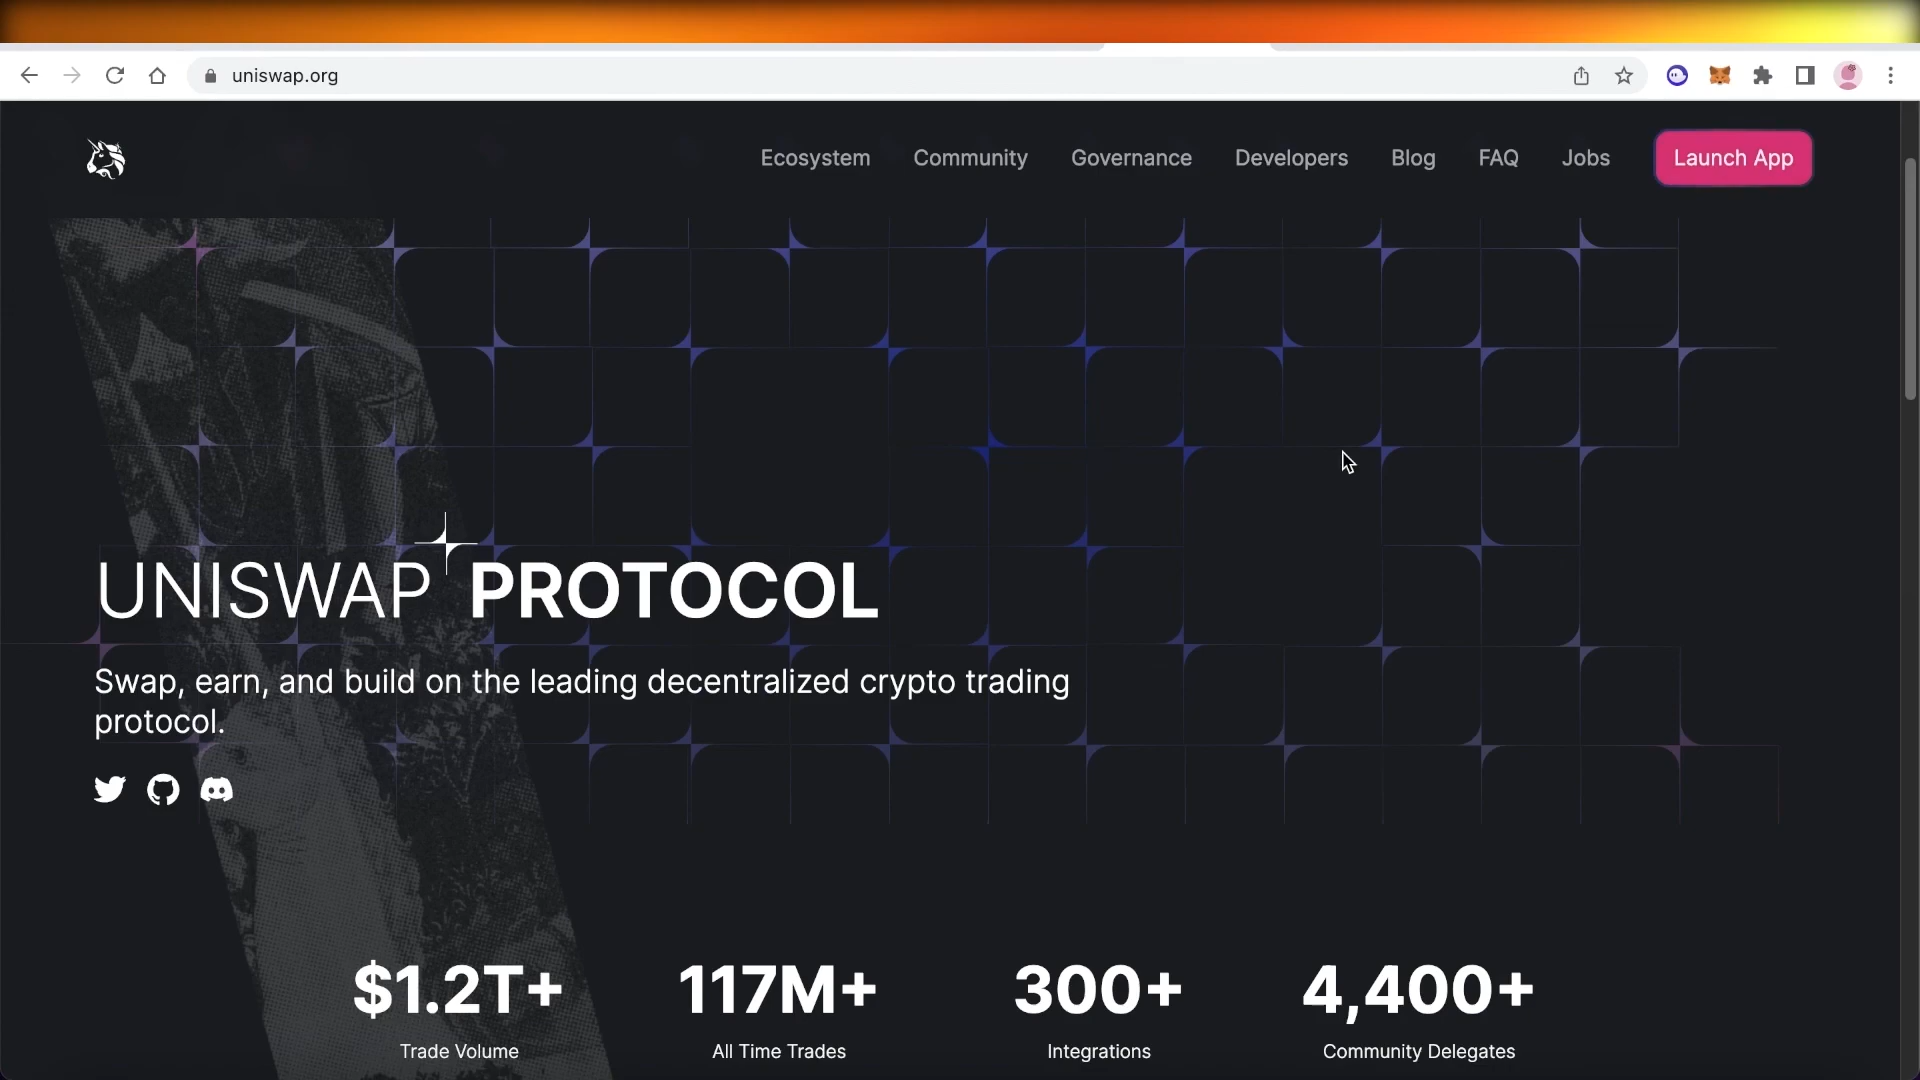 uniswap.org
Ecosystem Community Governance Developers Blog FAQ Jobs Launch App
UNISWAP PROTOCOL
Swap, earn, and build on the leading decentralized crypto trading
protocol.
$1.2T+ 117M+ 300+ 4,400+
Trade Volume All Time Trades Integrations Community Delegates